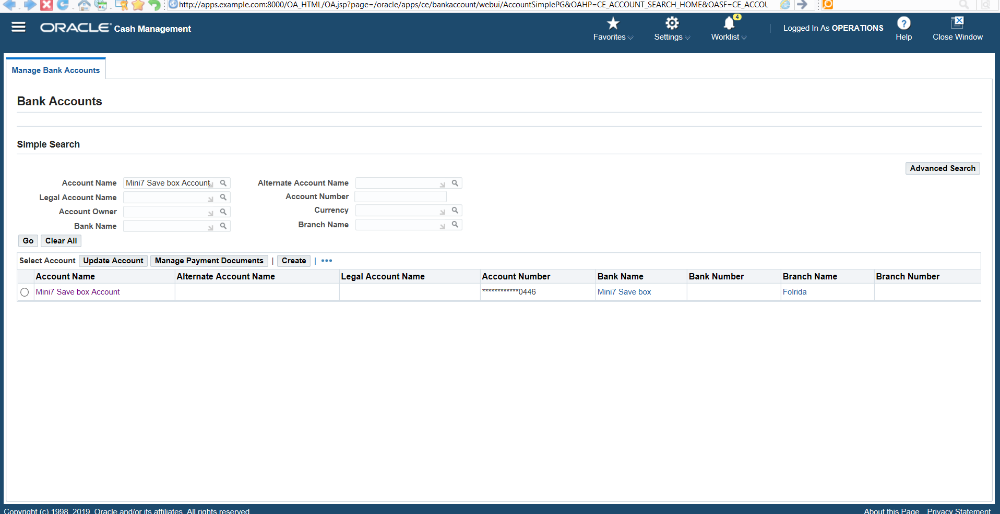 http://apps.example.com:8000/OA_HTML/OA.jsp?page=/oracle/apps/ce/bankaccount/webui/AccountSimplePG&OAHP=CE_ACCOUNT_SEARCH_HOME&OASF=CE_ACCOU
ORACLE Cash Management
Favorites
Settings
4
Worklist
Logged In As OPERATIONS
Help
Close Window
Manage Bank Accounts
Bank Accounts
Simple Search
Advanced Search
Account Name Mini7 Save box Account Alternate Account Name
Legal Account Name Account Number
Account Owner Currency
Bank Name Branch Name
Go Clear All
Select Account Update Account Manage Payment Documents | Create | •••
Account Name Alternate Account Name Legal Account Name Account Number Bank Name Bank Number Branch Name Branch Number
Mini7 Save box Account ************0446 Mini7 Save box Folrida
Copyright (c) 1998, 2019, Oracle and/or its affiliates. All rights reserved
About this Page Privacy Statement